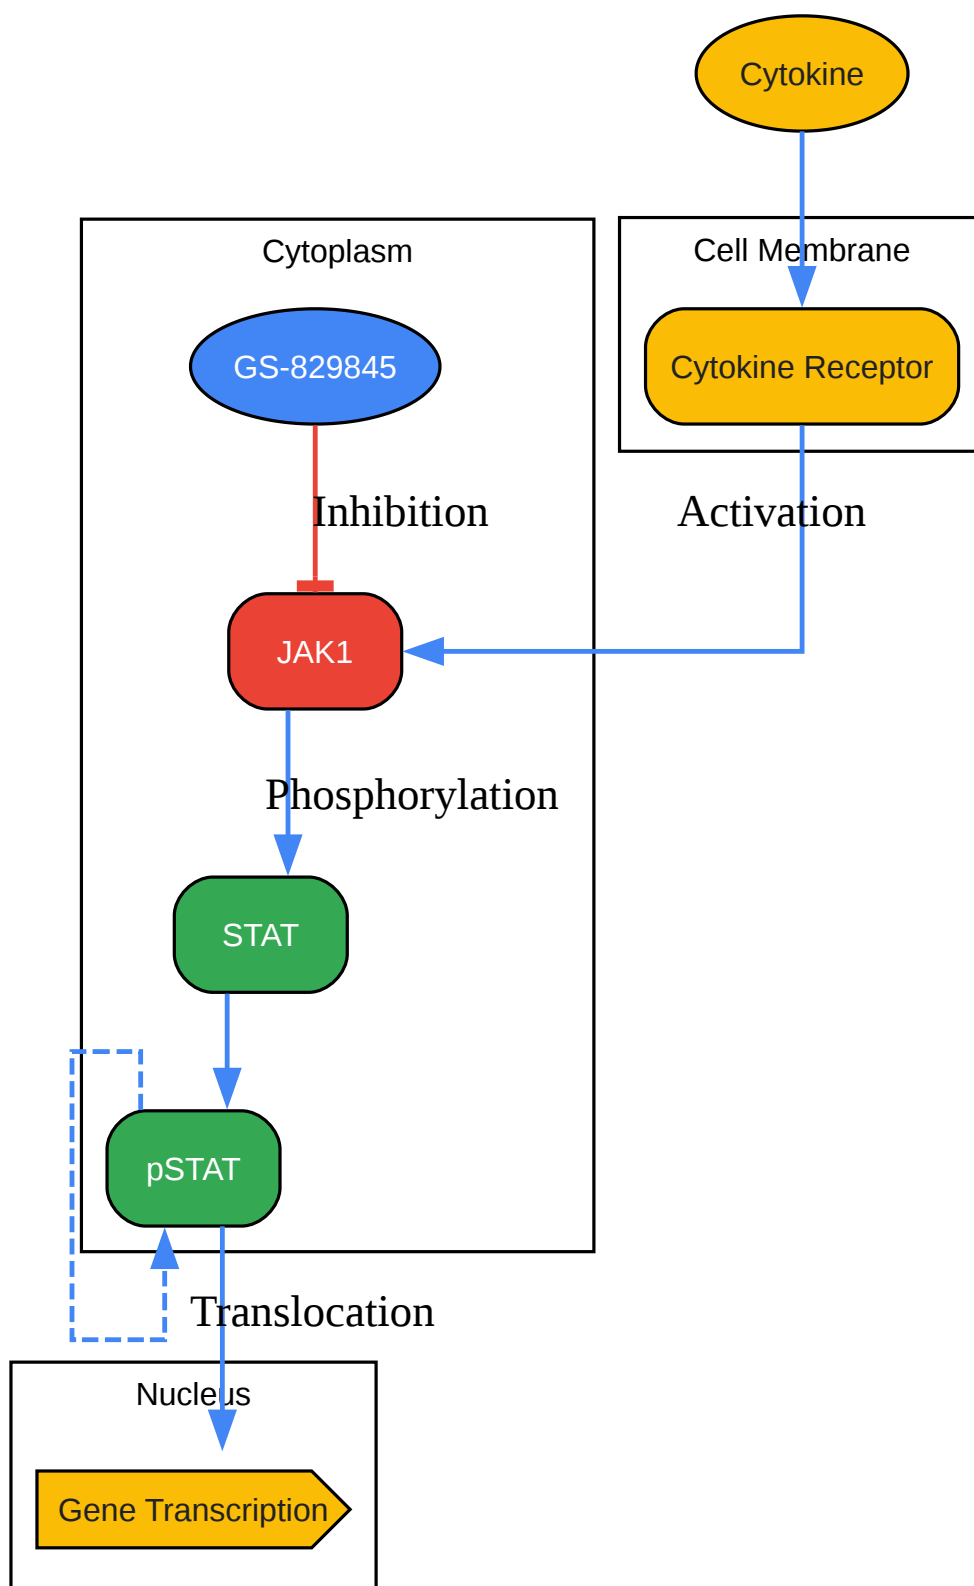 Cytokine
Cytoplasm
Cell Membrane
GS-829845
Cytokine Receptor
Inhibition
Activation
JAK1
Phosphorylation
STAT
pSTAT
Translocation
Nucleus
Gene Transcription